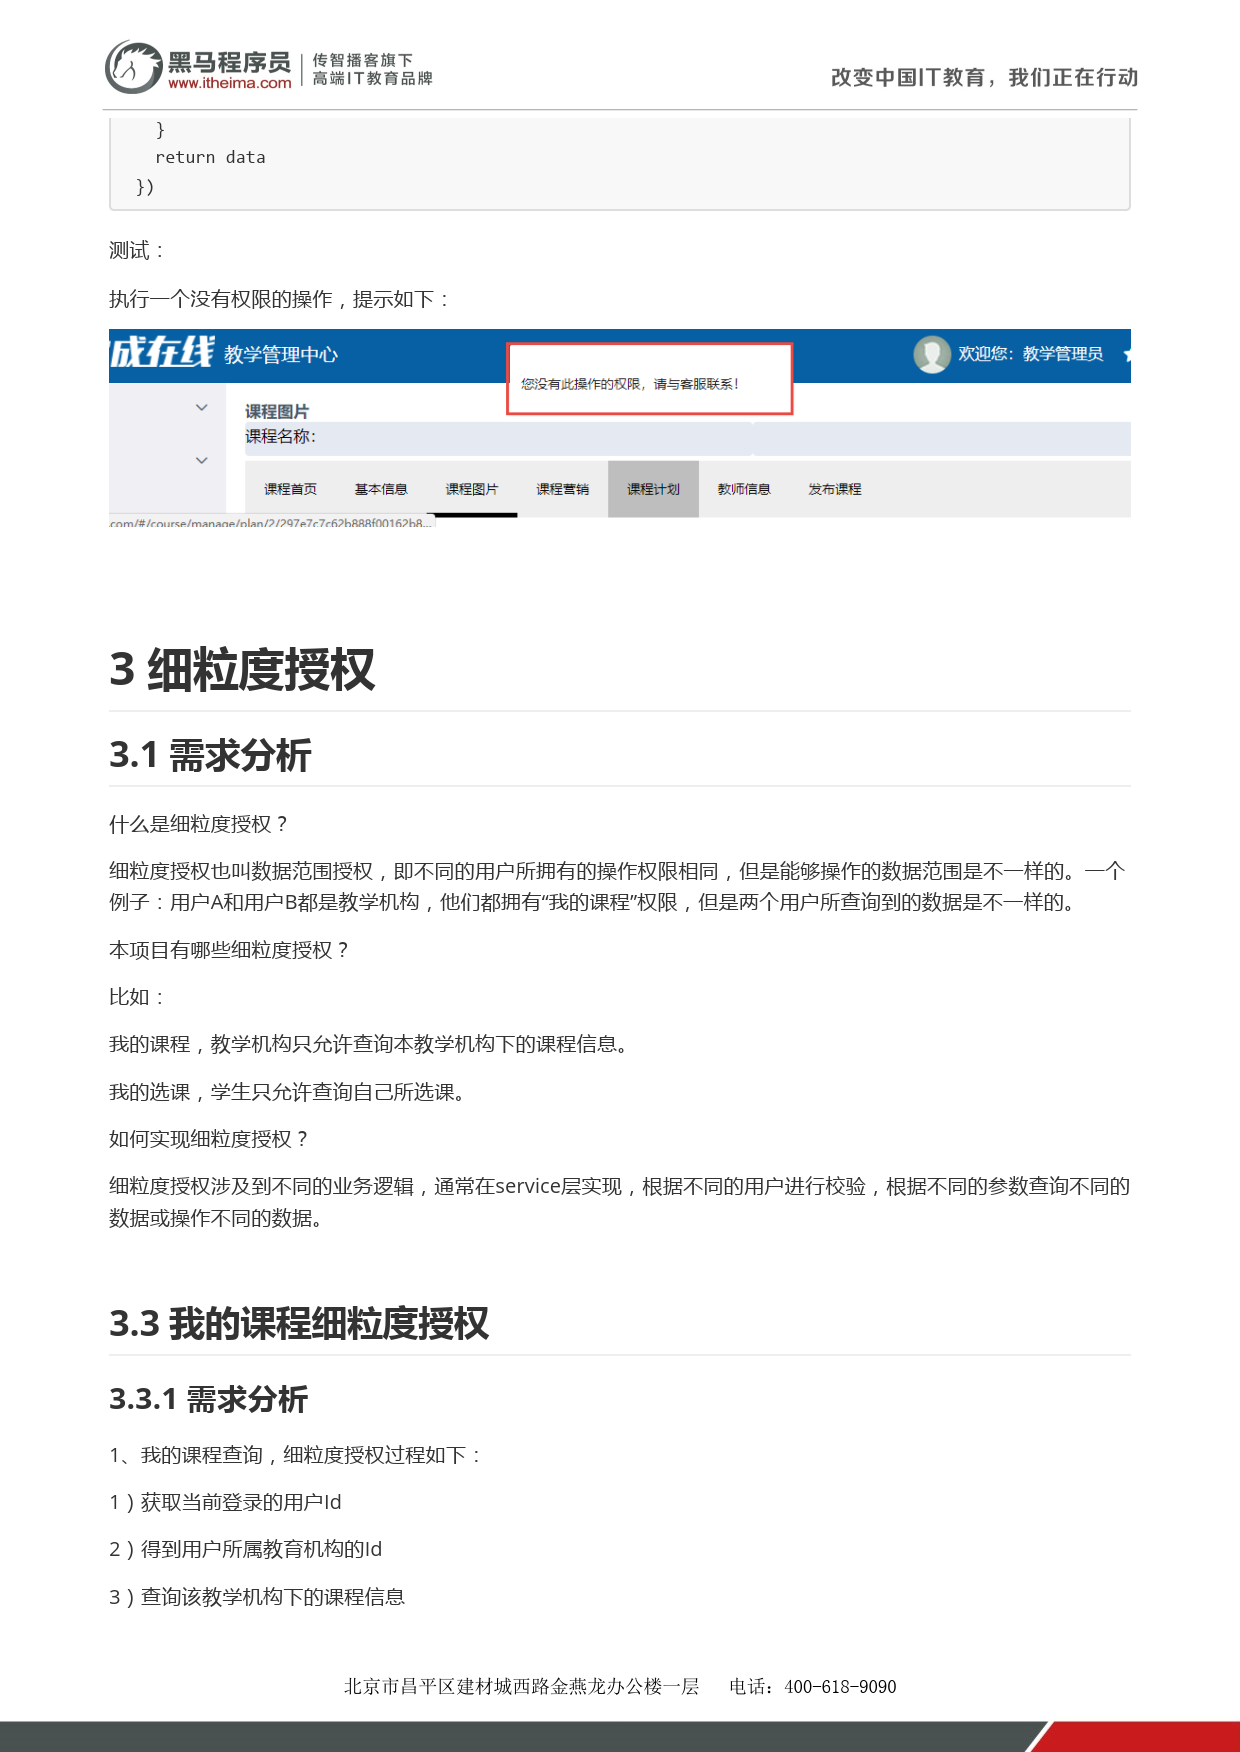 黑马程序员
www.itheima.com
传智播客旗下
高端IT教育品牌
改变中国IT教育，我们正在行动
}
return data
})
测试：
执行一个没有权限的操作，提示如下：
成在线 教学管理中心
您没有此操作的权限，请与客服联系！
欢迎您：教学管理员
课程图片
课程名称：
课程首页 基本信息 课程图片 课程营销 课程计划 教师信息 发布课程
.com/#/course/manage/plan/2/297e7c7c62b888f00162b8...
3 细粒度授权
3.1 需求分析
什么是细粒度授权？
细粒度授权也叫数据范围授权，即不同的用户所拥有的操作权限相同，但是能够操作的数据范围是不一样的。一个
例子：用户A和用户B都是教学机构，他们都拥有“我的课程”权限，但是两个用户所查询到的数据是不一样的。
本项目有哪些细粒度授权？
比如：
我的课程，教学机构只允许查询本教学机构下的课程信息。
我的选课，学生只允许查询自己所选课。
如何实现细粒度授权？
细粒度授权涉及到不同的业务逻辑，通常在service层实现，根据不同的用户进行校验，根据不同的参数查询不同的
数据或操作不同的数据。
3.3 我的课程细粒度授权
3.3.1 需求分析
1、我的课程查询，细粒度授权过程如下：
1）获取当前登录的用户Id
2）得到用户所属教育机构的Id
3）查询该教学机构下的课程信息
北京市昌平区建材城西路金燕龙办公楼一层 电话：400-618-9090